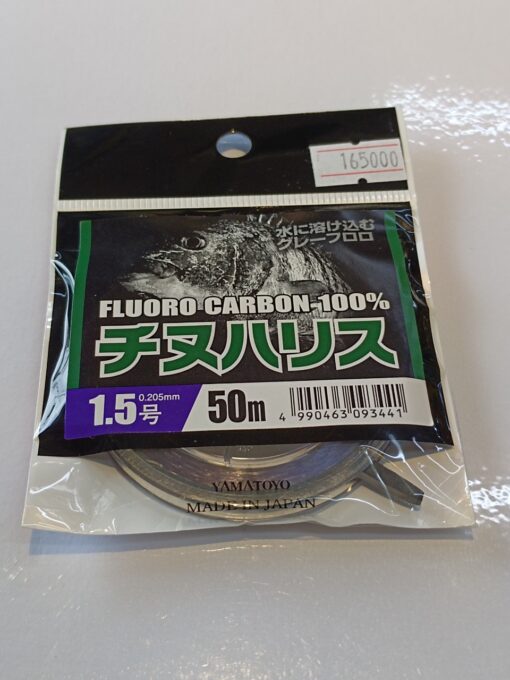 165000
水に溶け込む
グレーフロロ
FLUORO CARBON-100%
チヌハリス
1.5号 0.205mm
50m
4 990463 093441
YAMATOYO
MADE IN JAPAN